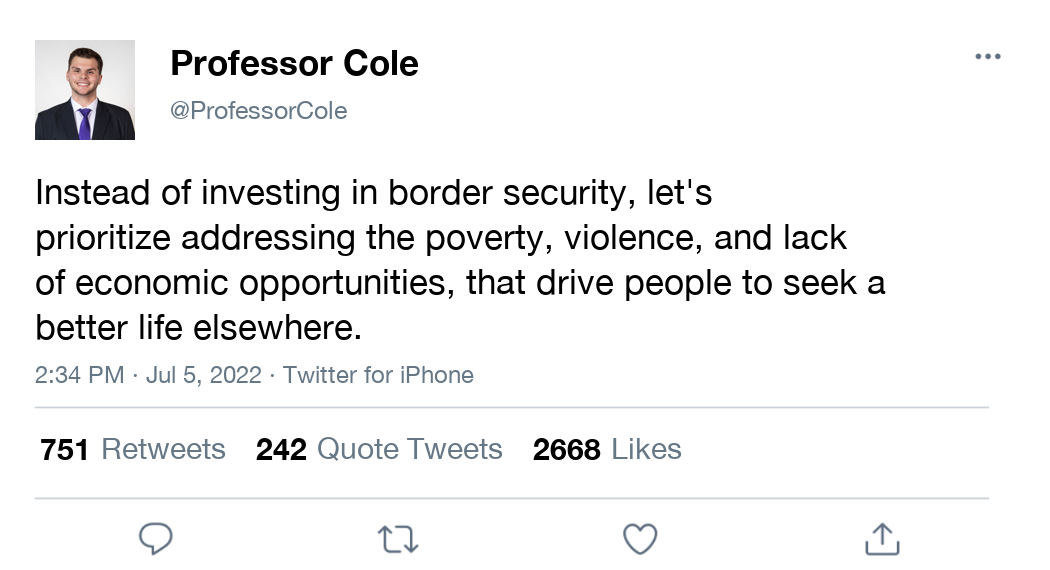 Professor Cole
@ProfessorCole
Instead of investing in border security, let's
prioritize addressing the poverty, violence, and lack
of economic opportunities, that drive people to seek a
better life elsewhere.
2:34 PM · Jul 5, 2022 · Twitter for iPhone
751 Retweets 242 Quote Tweets 2668 Likes